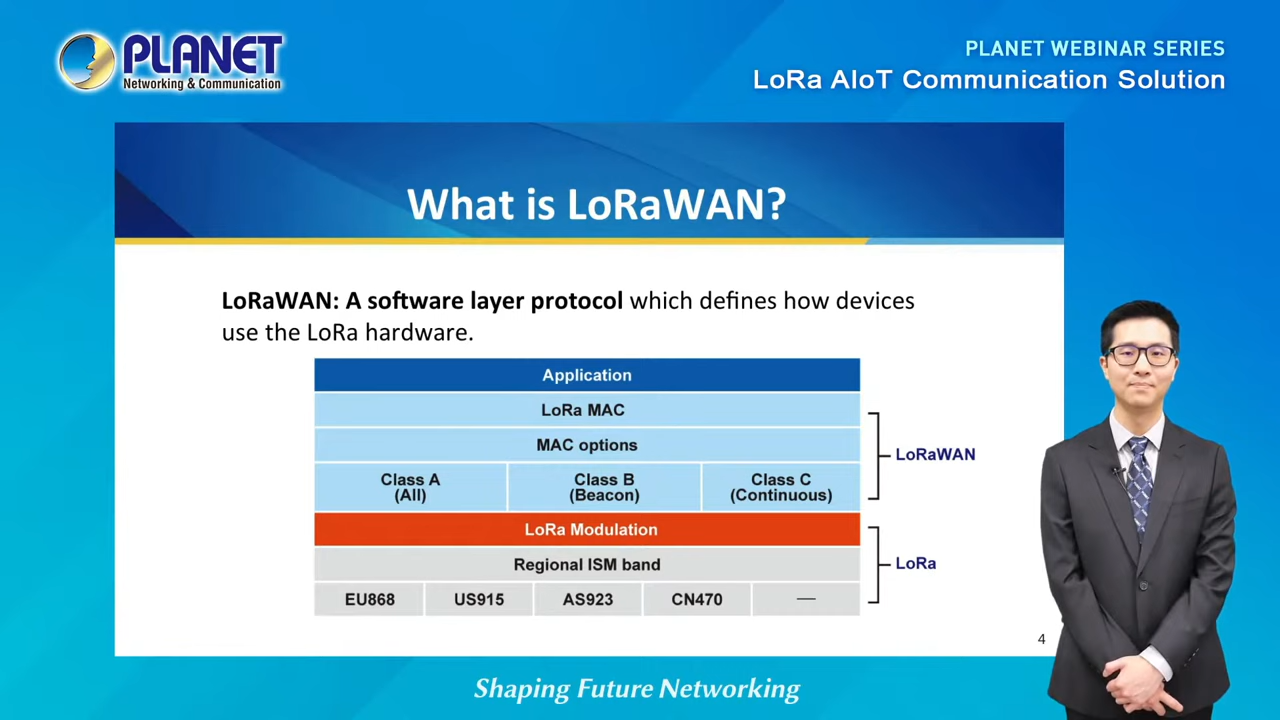 PLANET
Networking & Communication
PLANET WEBINAR SERIES
LoRa AIoT Communication Solution
What is LoRaWAN?
LoRaWAN: A software layer protocol which defines how devices
use the LoRa hardware.
Application
LoRa MAC
MAC options
Class A
(All)
Class B
(Beacon)
Class C
(Continuous)
LoRaWAN
LoRa Modulation
Regional ISM band
LoRa
EU868
US915
AS923
CN470
—
4
Shaping Future Networking